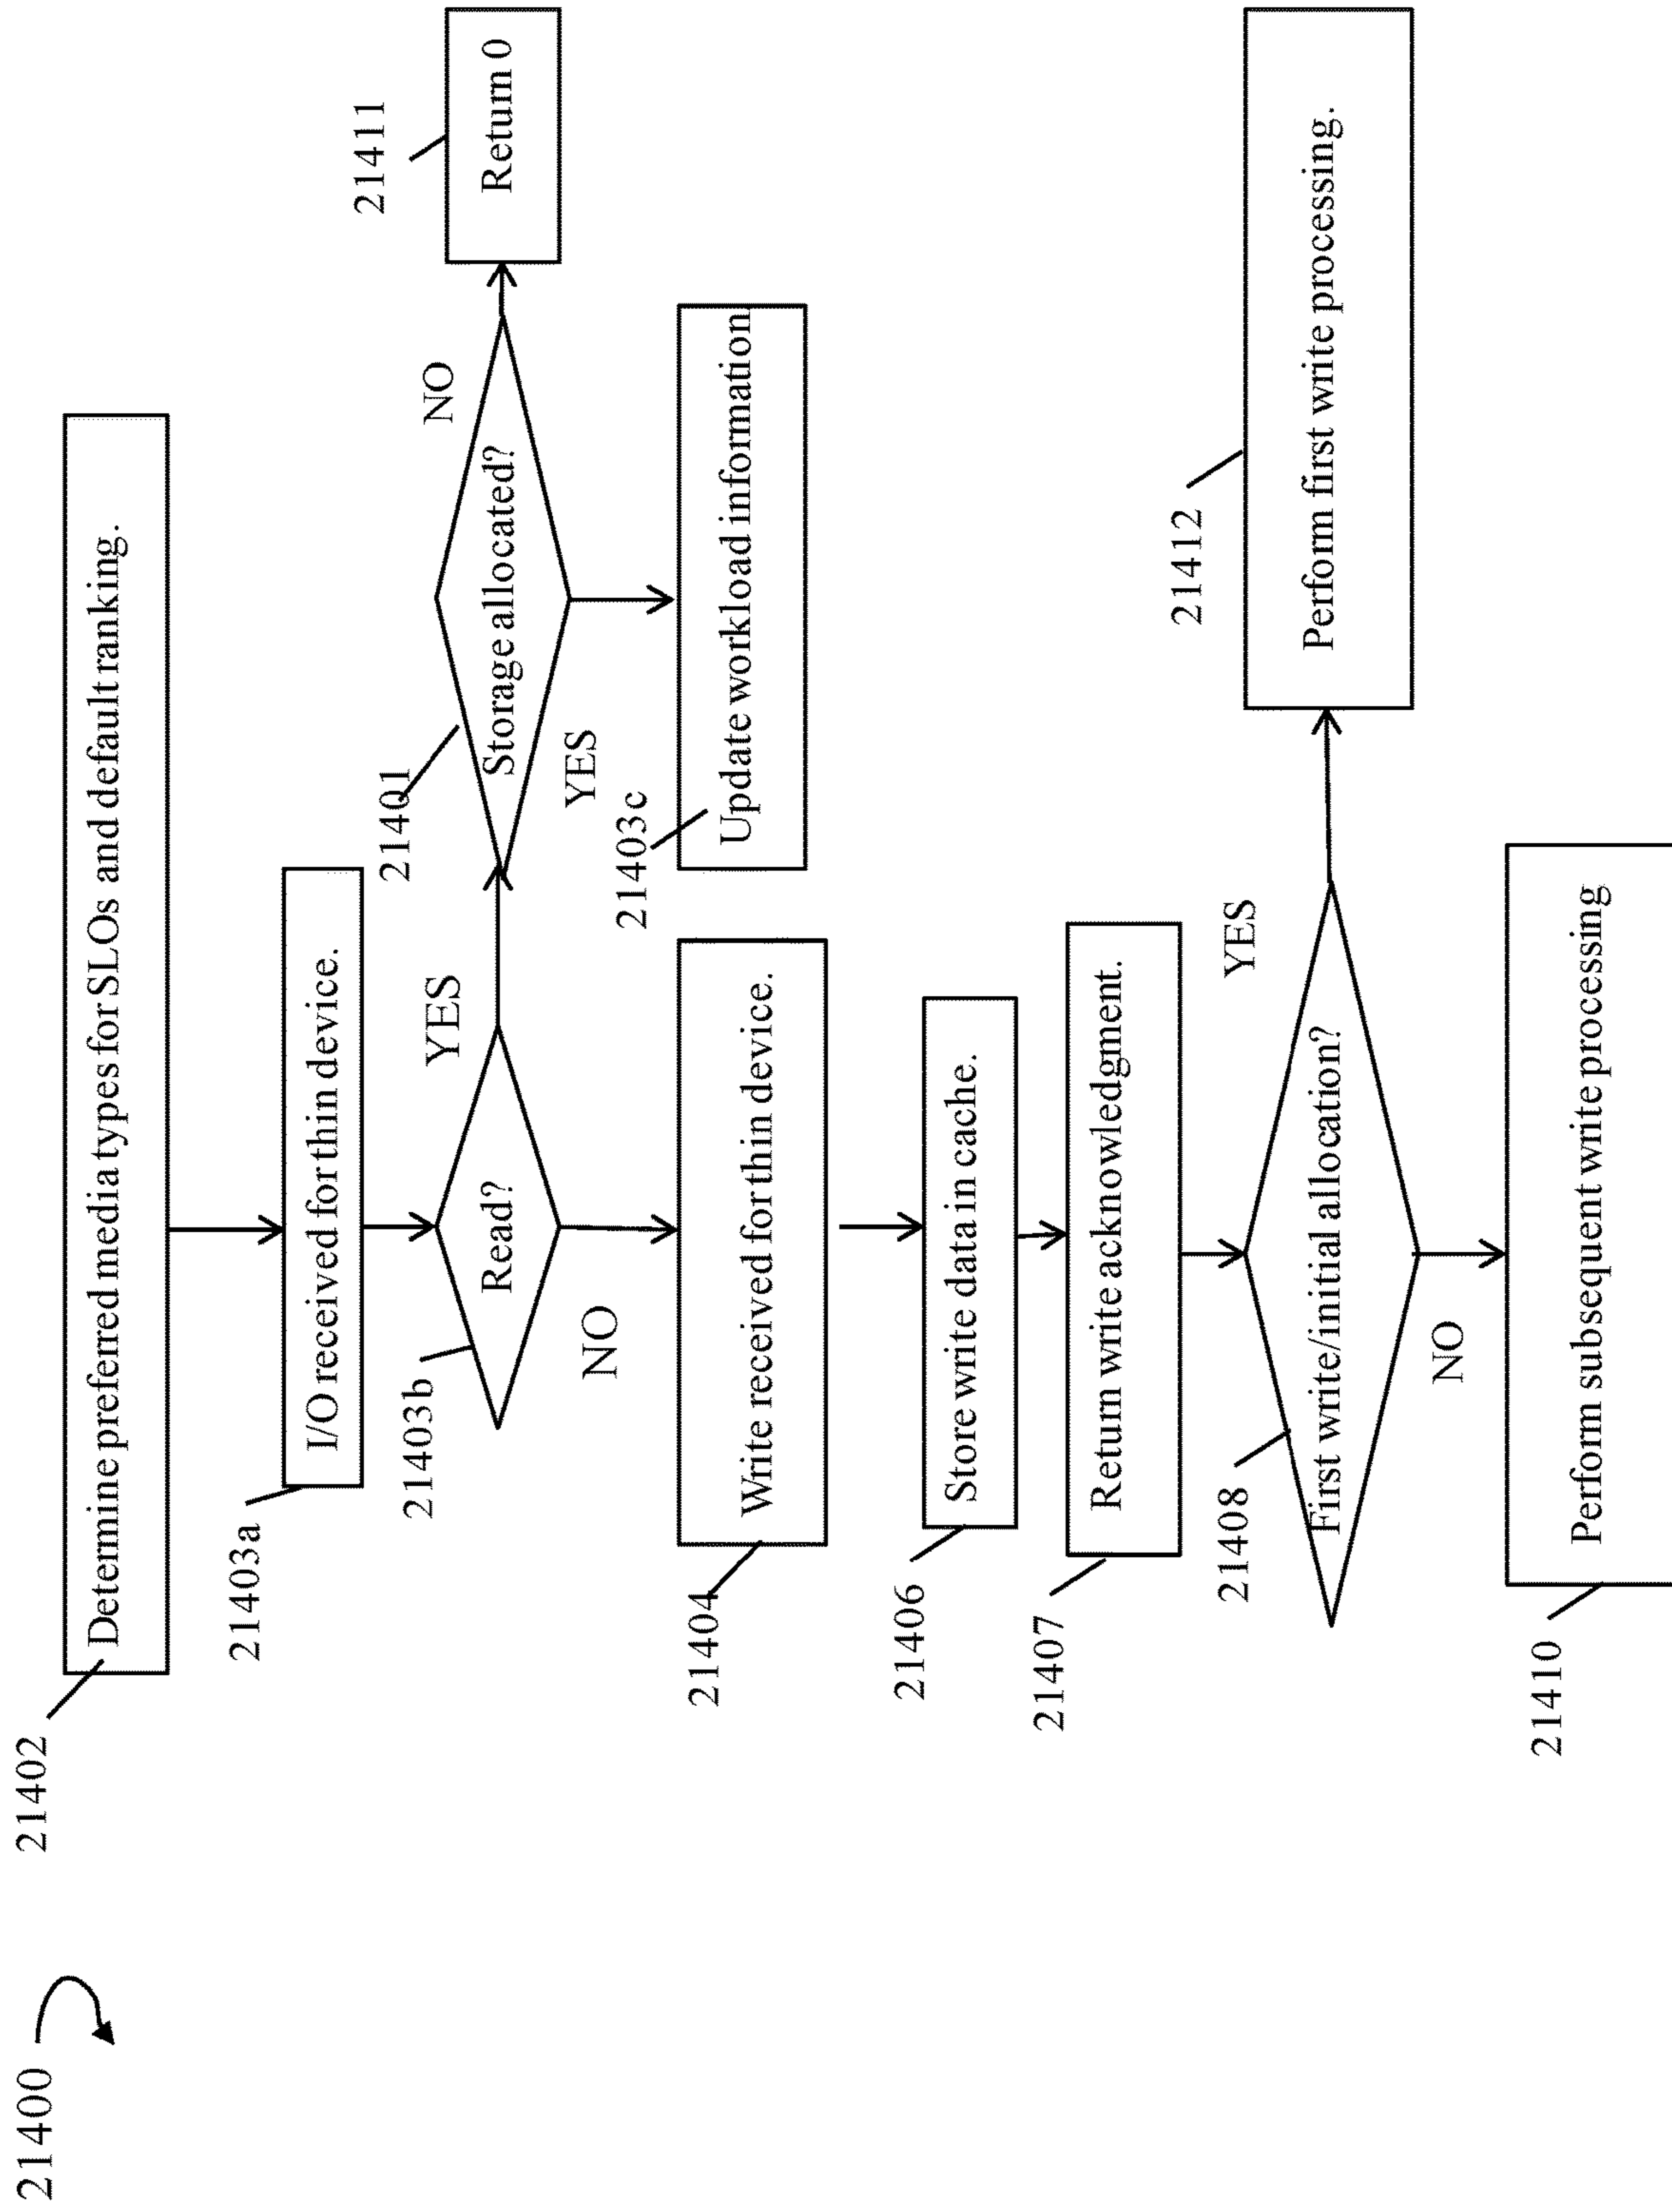 21400
21402
Determine preferred media types for SLOs and default ranking.
21403a
I/O received for thin device.
21403b
Read?
YES
NO
21401
Storage allocated?
NO
YES
21411
Return 0
21403c
Update workload information
21404
Write received for thin device.
21406
Store write data in cache.
21407
Return write acknowledgment.
21408
First write/initial allocation?
YES
NO
21412
Perform first write processing.
21410
Perform subsequent write processing